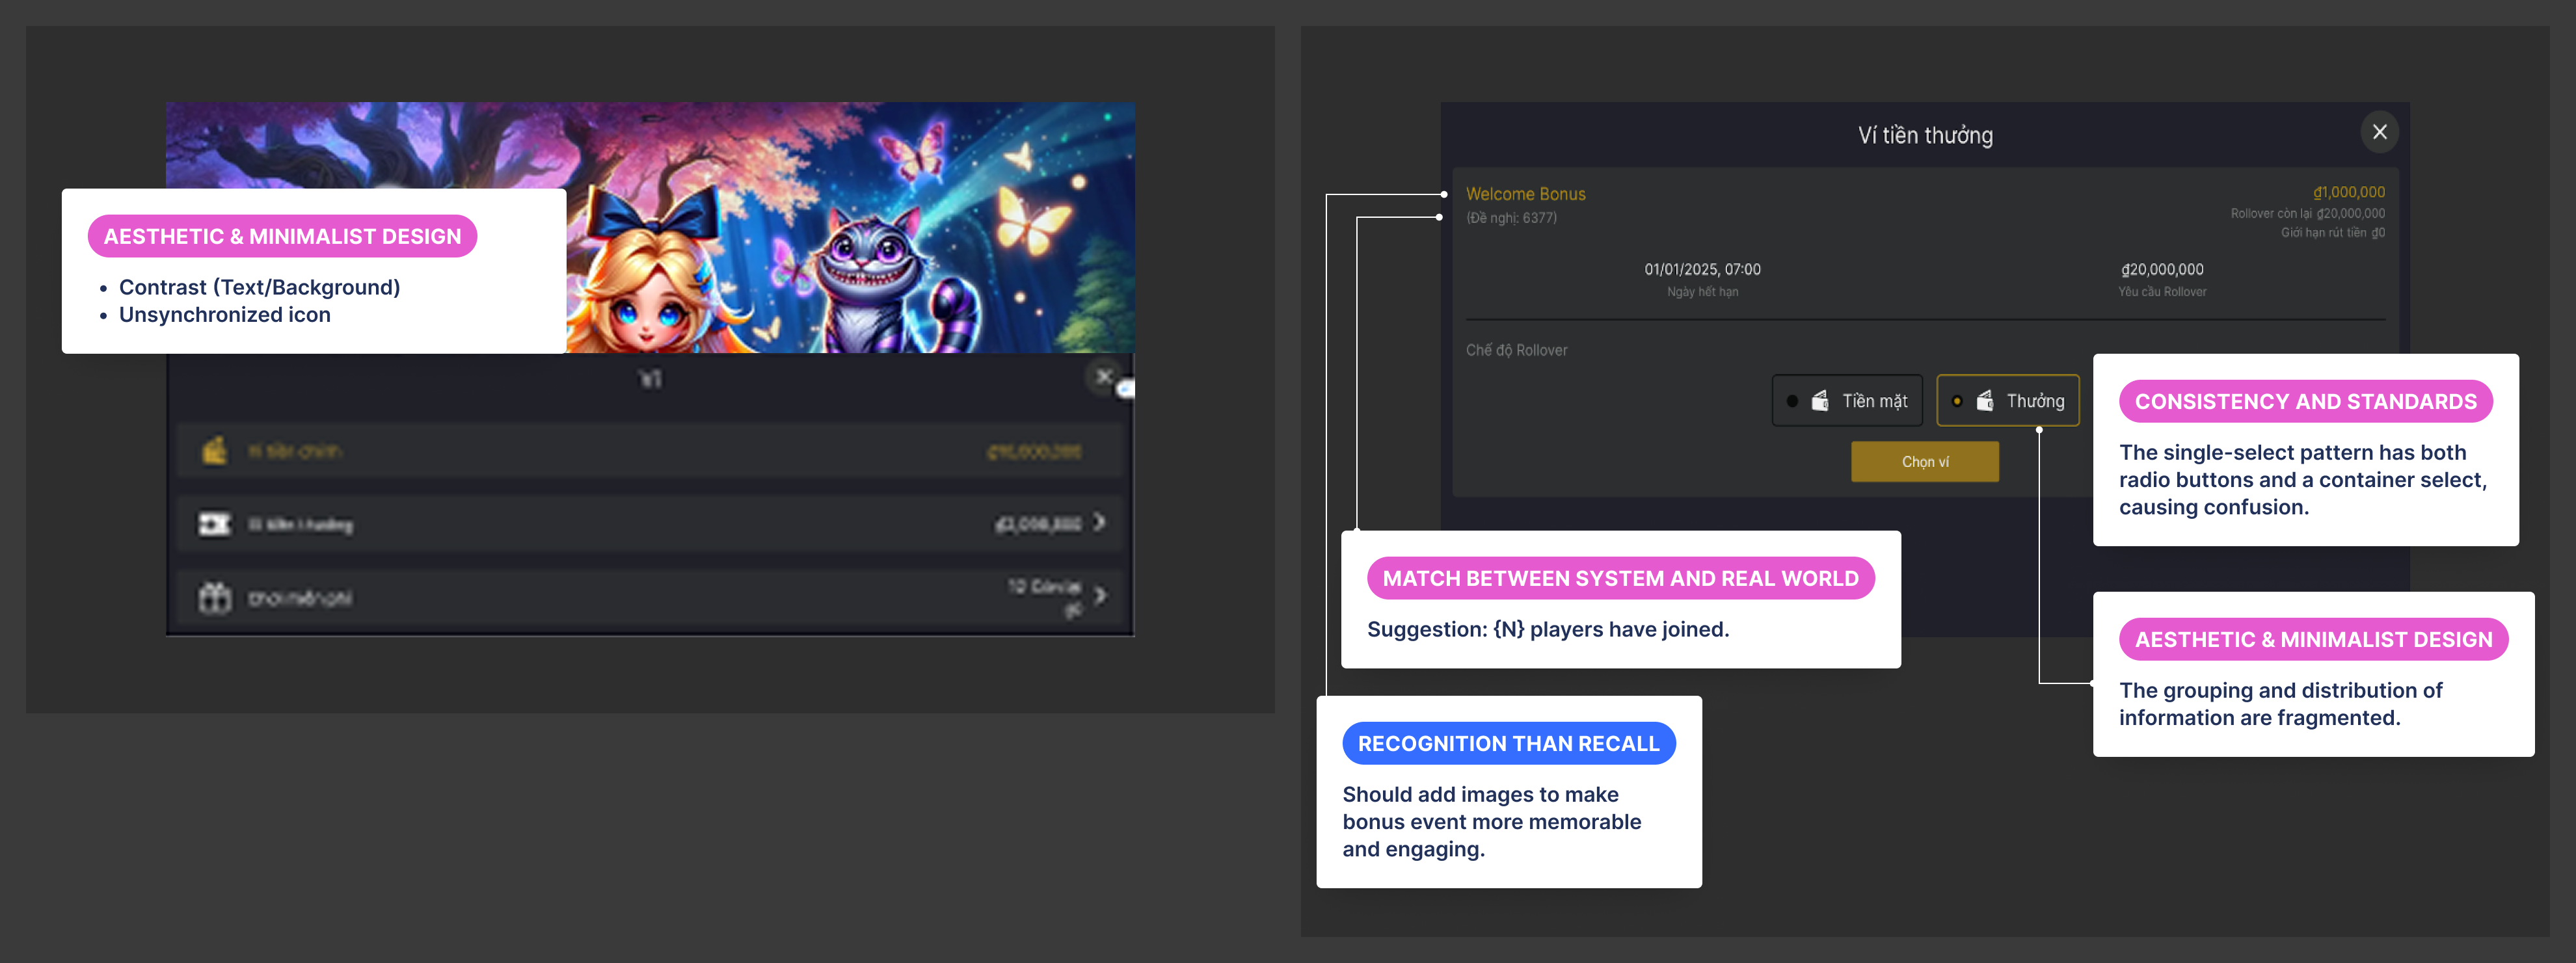 AESTHETIC & MINIMALIST DESIGN
• Contrast (Text/Background)
• Unsynchronized icon
Ví
Ví tiền thưởng
Welcome Bonus
(Đề nghị: 6377)
₫1,000,000
Rollover còn lại ₫20,000,000
Giới hạn rút tiền ₫0
01/01/2025, 07:00
Ngày hết hạn
₫20,000,000
Yêu cầu Rollover
Chế độ Rollover
Tiền mặt
Thưởng
Chọn ví
CONSISTENCY AND STANDARDS
The single-select pattern has both
radio buttons and a container select,
causing confusion.
MATCH BETWEEN SYSTEM AND REAL WORLD
Suggestion: {N} players have joined.
AESTHETIC & MINIMALIST DESIGN
The grouping and distribution of
information are fragmented.
RECOGNITION THAN RECALL
Should add images to make
bonus event more memorable
and engaging.